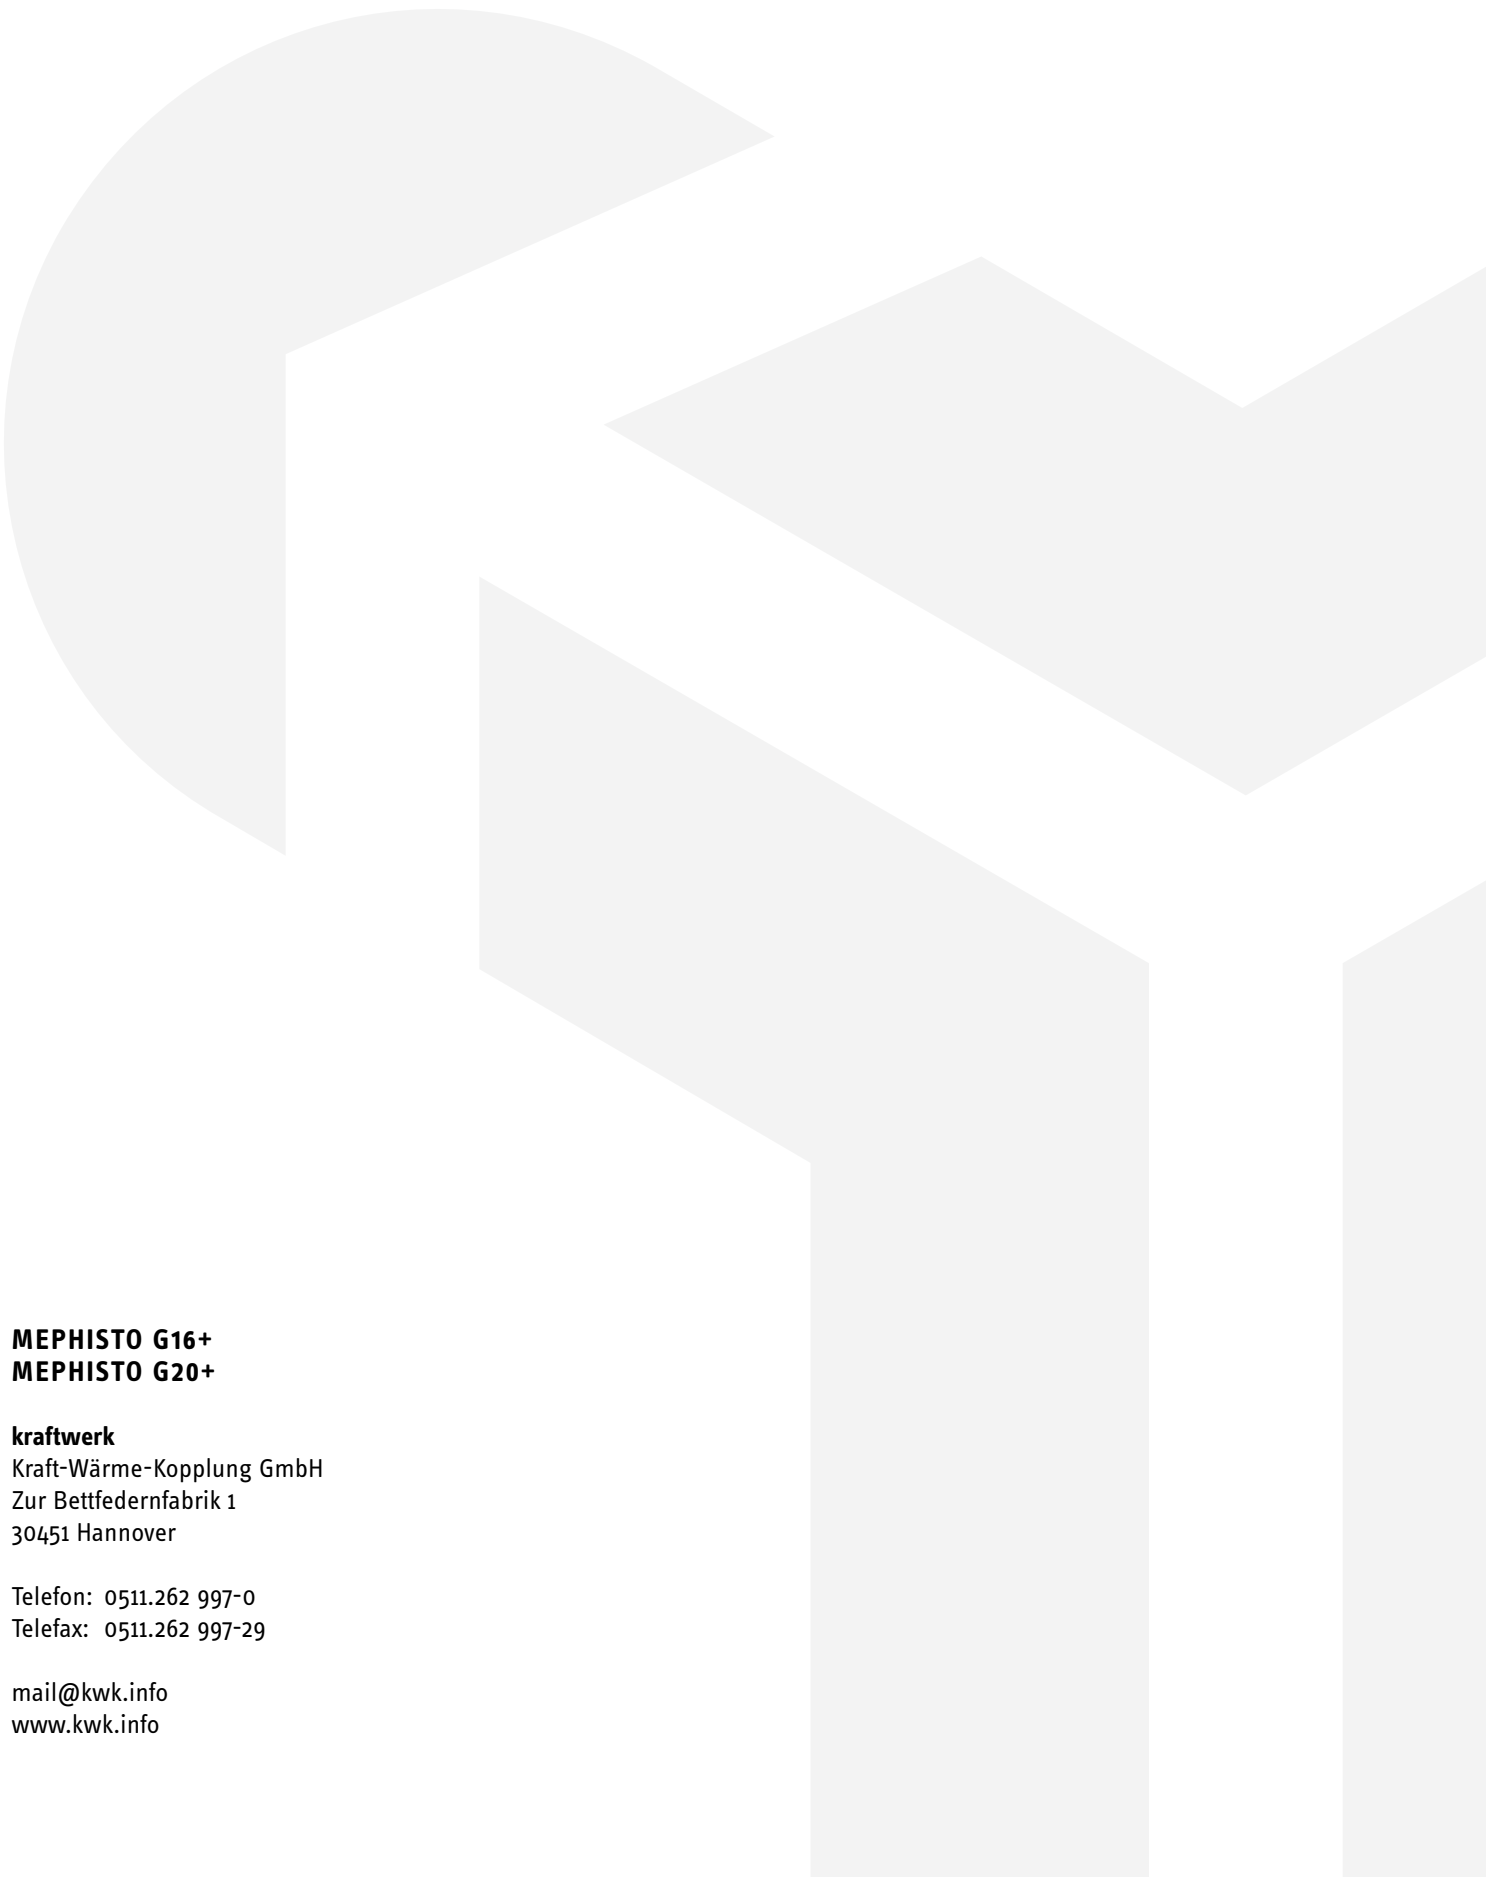 MEPHISTO G16+
MEPHISTO G20+
kraftwerk
Kraft-Wärme-Kopplung GmbH
Zur Bettfedernfabrik 1
30451 Hannover
Telefon: 0511.262 997-0
Telefax: 0511.262 997-29
mail@kwk.info
www.kwk.info